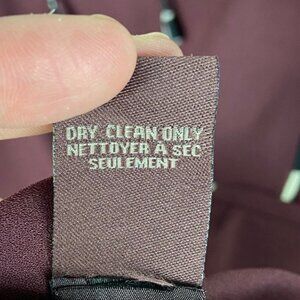 DRY CLEAN ONLY
NETTOYER À SEC
SEULEMENT